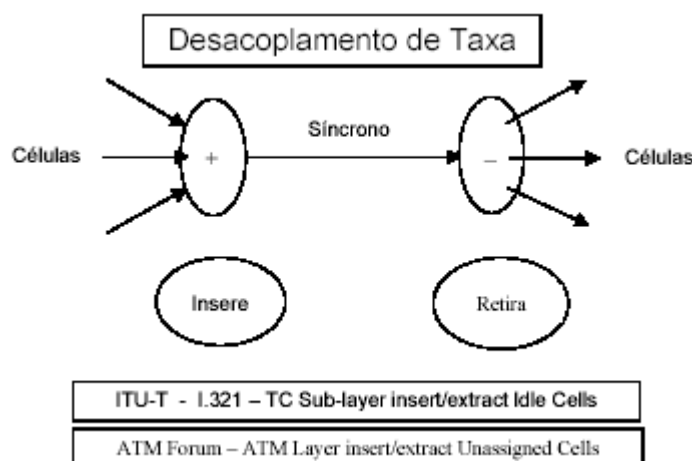 Desacoplamento de Taxa
Síncrono
Células
+
–
Células
Insere
Retira
ITU-T - I.321 – TC Sub-layer insert/extract Idle Cells
ATM Forum – ATM Layer insert/extract Unassigned Cells